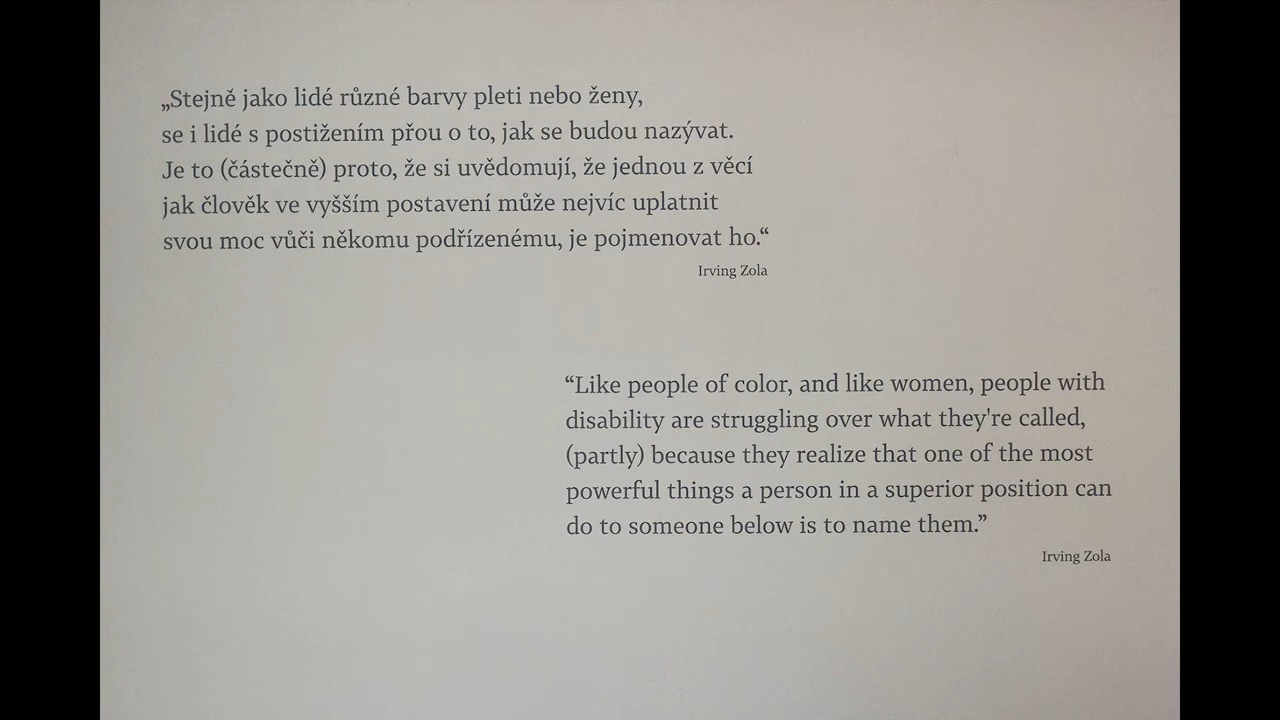 „Stejně jako lidé různé barvy pleti nebo ženy,
se i lidé s postižením přou o to, jak se budou nazývat.
Je to (částečně) proto, že si uvědomují, že jednou z věcí
jak člověk ve vyšším postavení může nejvíc uplatnit
svou moc vůči někomu podřízenému, je pojmenovat ho.“
Irving Zola
“Like people of color, and like women, people with
disability are struggling over what they're called,
(partly) because they realize that one of the most
powerful things a person in a superior position can
do to someone below is to name them.”
Irving Zola